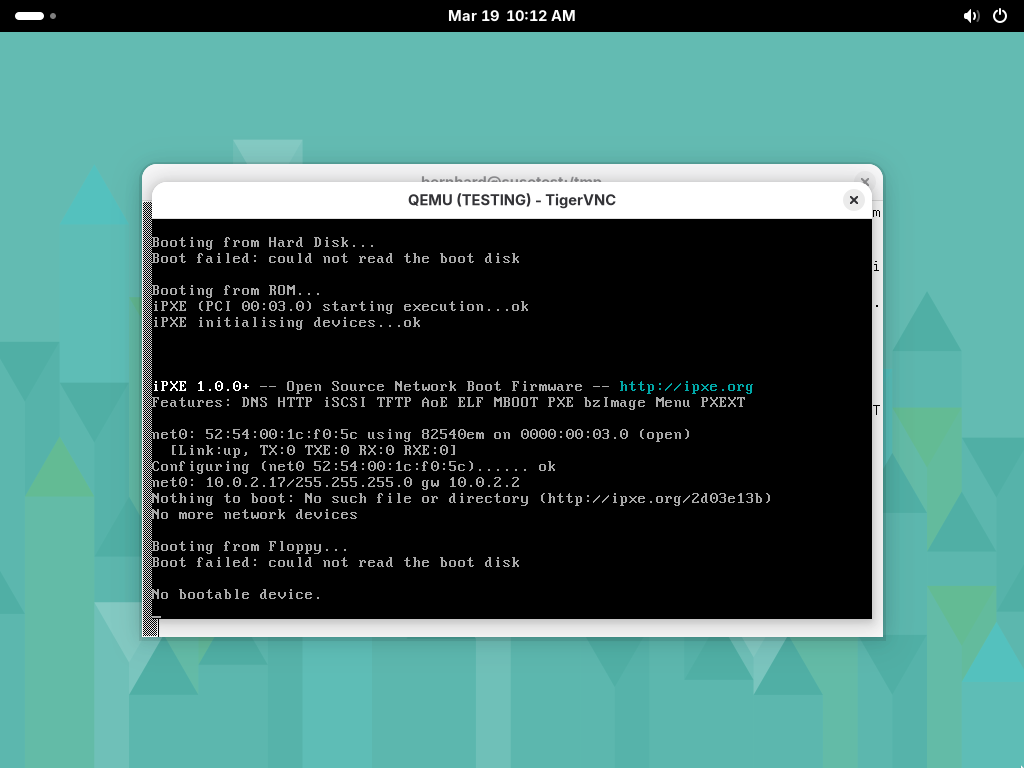 Mar 19 10:12 AM
QEMU (TESTING) - TigerVNC
m
Booting from Hard Disk...
Boot failed: could not read the boot disk
i
Booting from ROM...
iPXE (PCI 00:03.0) starting execution...ok
.
iPXE initialising devices...ok
iPXE 1.0.0+ -- Open Source Network Boot Firmware -- http://ipxe.org
Features: DNS HTTP iSCSI TFTP AoE ELF MBOOT PXE bzImage Menu PXEXT
T
net0: 52:54:00:1c:f0:5c using 82540em on 0000:00:03.0 (open)
[Link:up, TX:0 TXE:0 RX:0 RXE:0]
Configuring (net0 52:54:00:1c:f0:5c)...... ok
net0: 10.0.2.17/255.255.255.0 gw 10.0.2.2
Nothing to boot: No such file or directory (http://ipxe.org/2d03e13b)
No more network devices
Booting from Floppy...
Boot failed: could not read the boot disk
No bootable device.